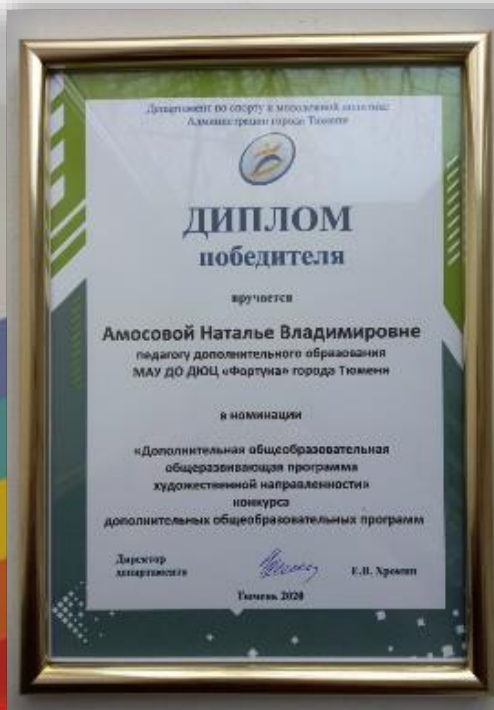 Департамент по спорту и молодежной политике
Администрации города Тюмени
ДИПЛОМ
победителя
вручается
Амосовой Наталье Владимировне
педагогу дополнительного образования
МАУ ДО ДЮЦ «Фортуна» города Тюмени
в номинации
«Дополнительная общеобразовательная
общеразвивающая программа
художественной направленности»
конкурса
дополнительных общеобразовательных программ
Директор
департамента
Е.В. Хромин
Тюмень 2020